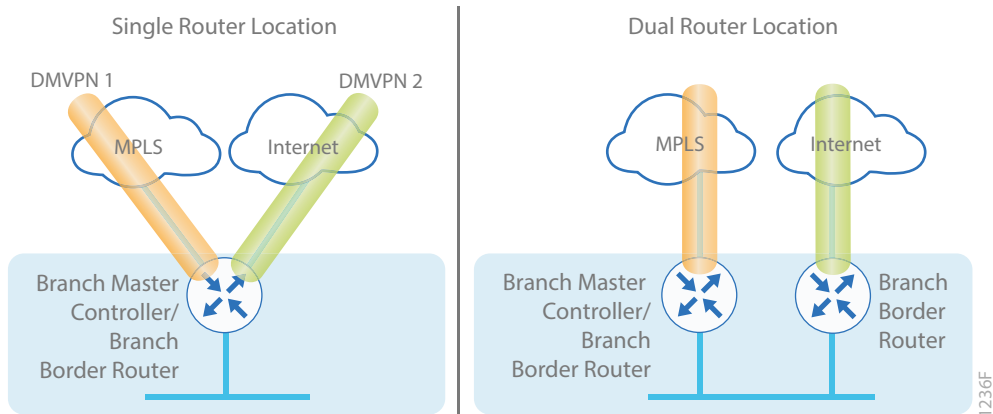 Single Router Location
DMVPN 1
DMVPN 2
MPLS
Internet
Branch Master
Controller/
Branch
Border Router
Dual Router Location
MPLS
Internet
Branch Master
Controller/
Branch
Border Router
Branch
Border
Router
1236F